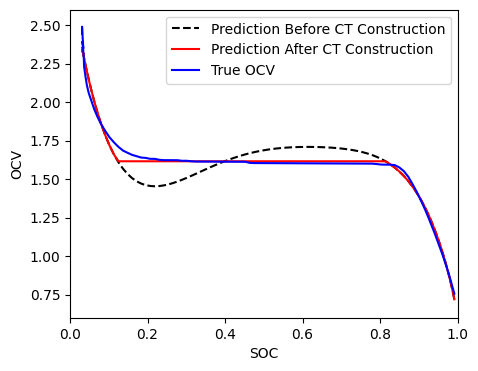 Prediction Before CT Construction
Prediction After CT Construction
True OCV
2.50
2.25
2.00
1.75
1.50
1.25
1.00
0.75
OCV
0.0 0.2 0.4 0.6 0.8 1.0
SOC